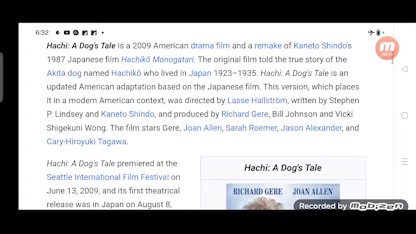 6:32
Hachi: A Dog's Tale is a 2009 American drama film and a remake of Kaneto Shindo's
1987 Japanese film Hachikō Monogatari. The original film told the true story of the
Akita dog named Hachikō who lived in Japan 1923–1935. Hachi: A Dog's Tale is an
updated American adaptation based on the Japanese film. This version, which places
it in a modern American context, was directed by Lasse Hallström, written by Stephen
P. Lindsey and Kaneto Shindo, and produced by Richard Gere, Bill Johnson and Vicki
Shigekuni Wong. The film stars Gere, Joan Allen, Sarah Roemer, Jason Alexander, and
Cary-Hiroyuki Tagawa.
Hachi: A Dog's Tale premiered at the
Seattle International Film Festival on
June 13, 2009, and its first theatrical
release was in Japan on August 8,
Hachi: A Dog's Tale
RICHARD GERE JOAN ALLEN
Recorded by Mobizen